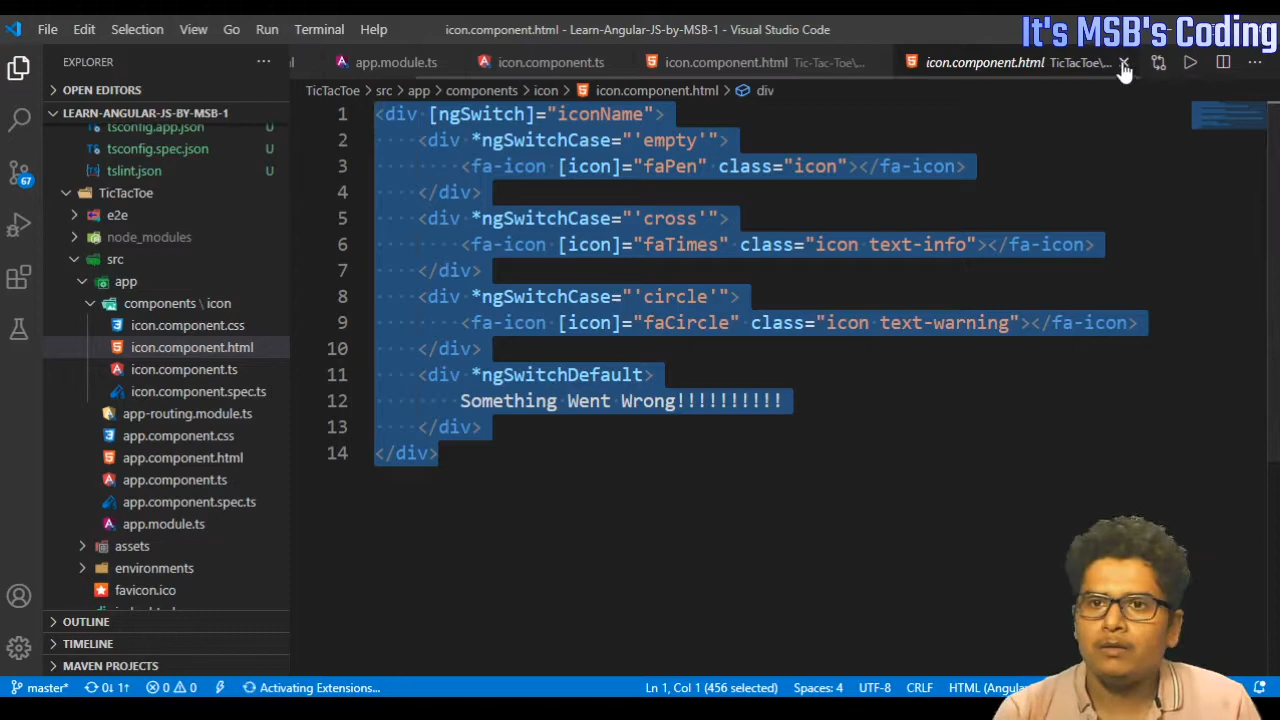 File Edit Selection View Go Run Terminal Help
icon.component.html - Learn-Angular-JS-by-MSB-1 - Visual Studio Code
It's MSB's Coding
EXPLORER
app.module.ts
icon.component.ts
icon.component.html Tic-Tac-Toe\...
icon.component.html TicTacToe\...
OPEN EDITORS
TicTacToe > src > app > components > icon > icon.component.html > div
LEARN-ANGULAR-JS-BY-MSB-1
tsconfig.app.json U
tsconfig.spec.json U
tslint.json U
TicTacToe
e2e
node_modules
src
app
components \ icon
icon.component.css
icon.component.html
icon.component.ts
icon.component.spec.ts
app-routing.module.ts
app.component.css
app.component.html
app.component.ts
app.component.spec.ts
app.module.ts
assets
environments
favicon.ico
OUTLINE
TIMELINE
MAVEN PROJECTS
67
1 <div [ngSwitch]="iconName">
2 <div *ngSwitchCase="'empty'">
3 <fa-icon [icon]="faPen" class="icon"></fa-icon>
4 </div>
5 <div *ngSwitchCase="'cross'">
6 <fa-icon [icon]="faTimes" class="icon text-info"></fa-icon>
7 </div>
8 <div *ngSwitchCase="'circle'">
9 <fa-icon [icon]="faCircle" class="icon text-warning"></fa-icon>
10 </div>
11 <div *ngSwitchDefault>
12 Something Went Wrong!!!!!!!!!!
13 </div>
14 </div>
master* 0↓ 1↑ 0 0 Activating Extensions... Ln 1, Col 1 (456 selected) Spaces: 4 UTF-8 CRLF HTML (Angular